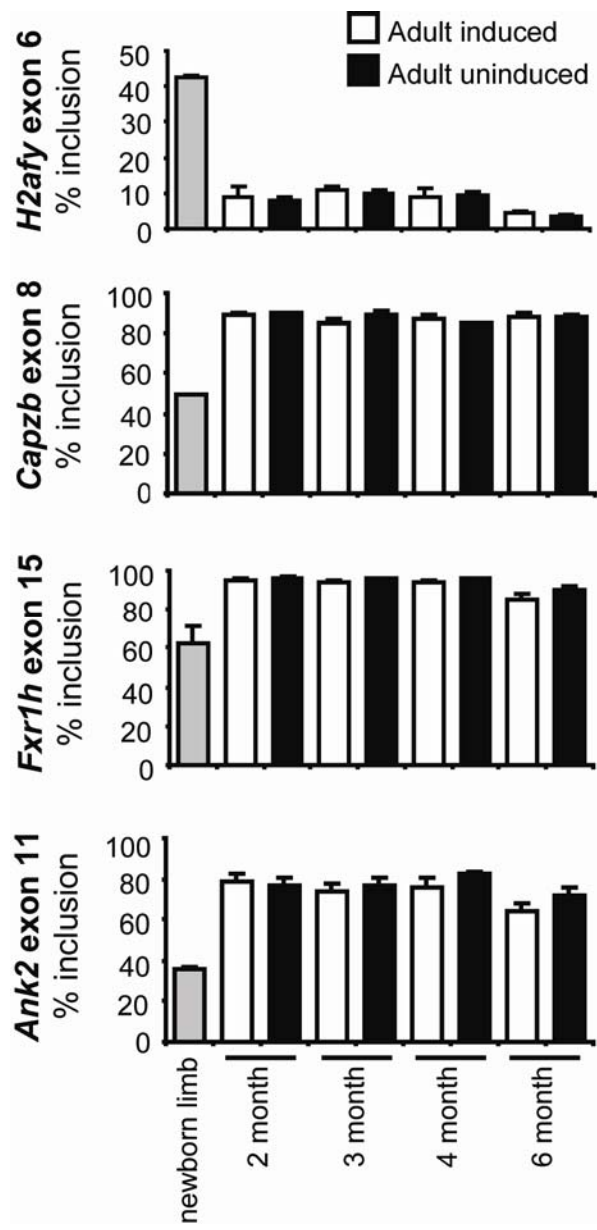 Adult induced
Adult uninduced
H2afy exon 6
% inclusion
50
40
30
20
10
0
Capzb exon 8
% inclusion
100
80
60
40
20
0
Fxr1h exon 15
% inclusion
100
80
60
40
20
0
Ank2 exon 11
% inclusion
100
80
60
40
20
0
newborn limb
2 month
3 month
4 month
6 month